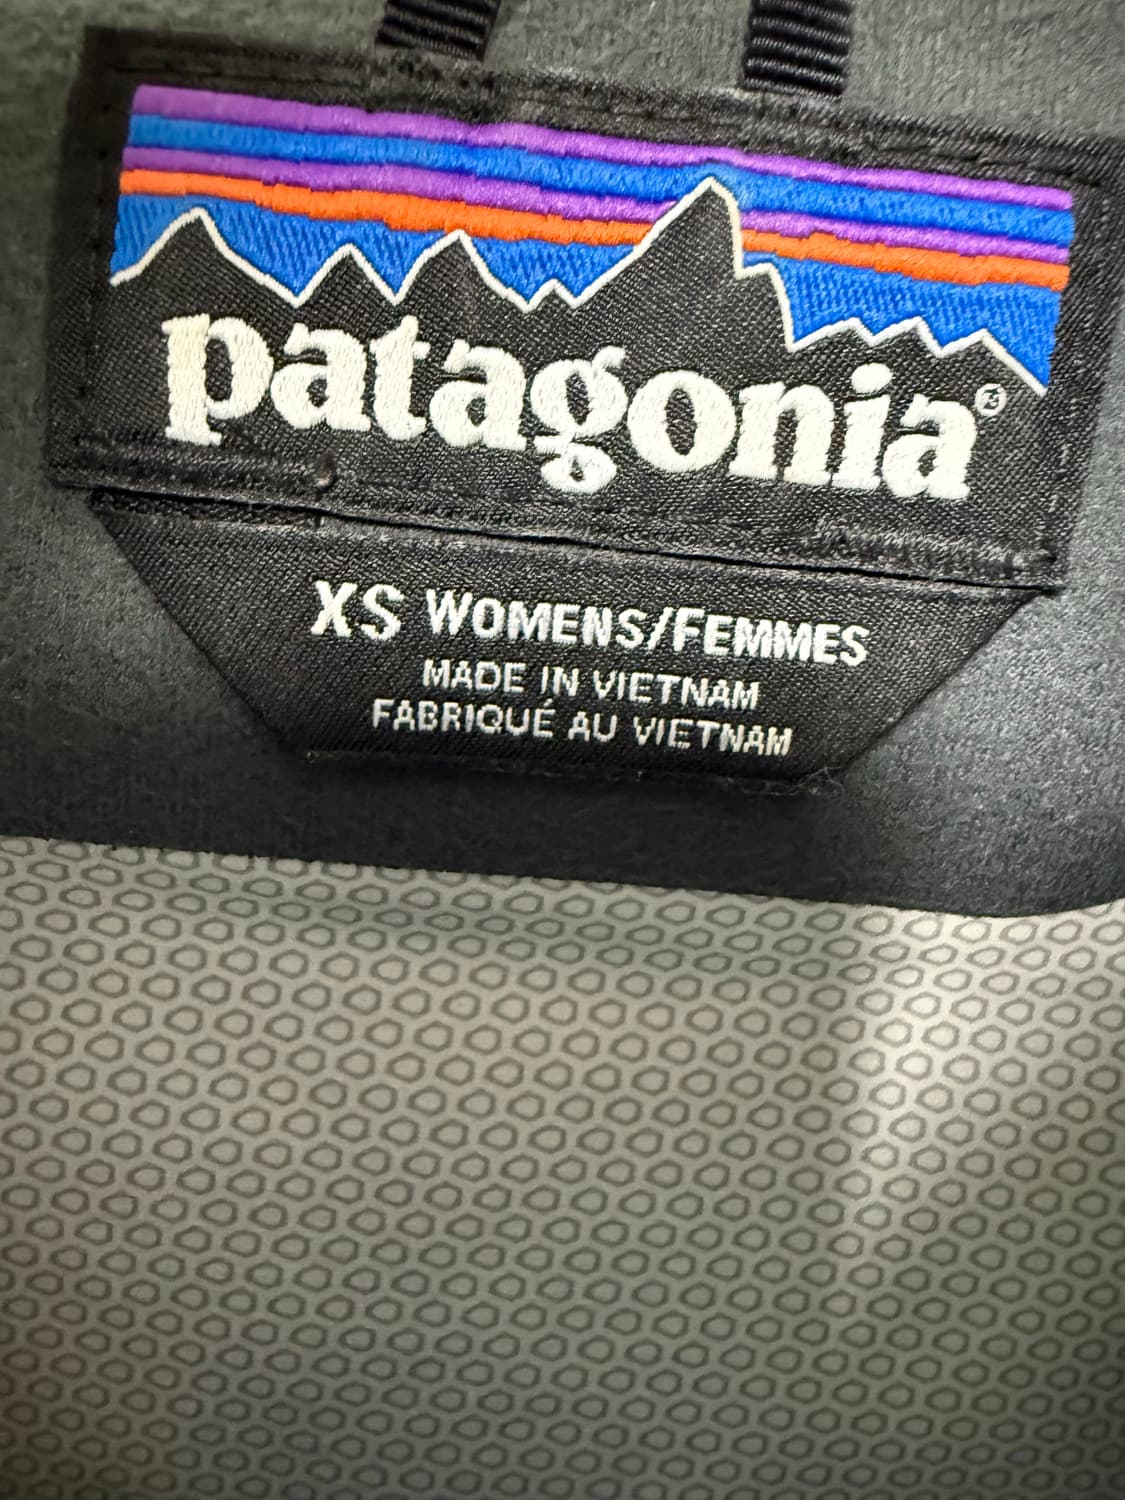 patagonia®
XS WOMENS/FEMMES
MADE IN VIETNAM
FABRIQUÉ AU VIETNAM